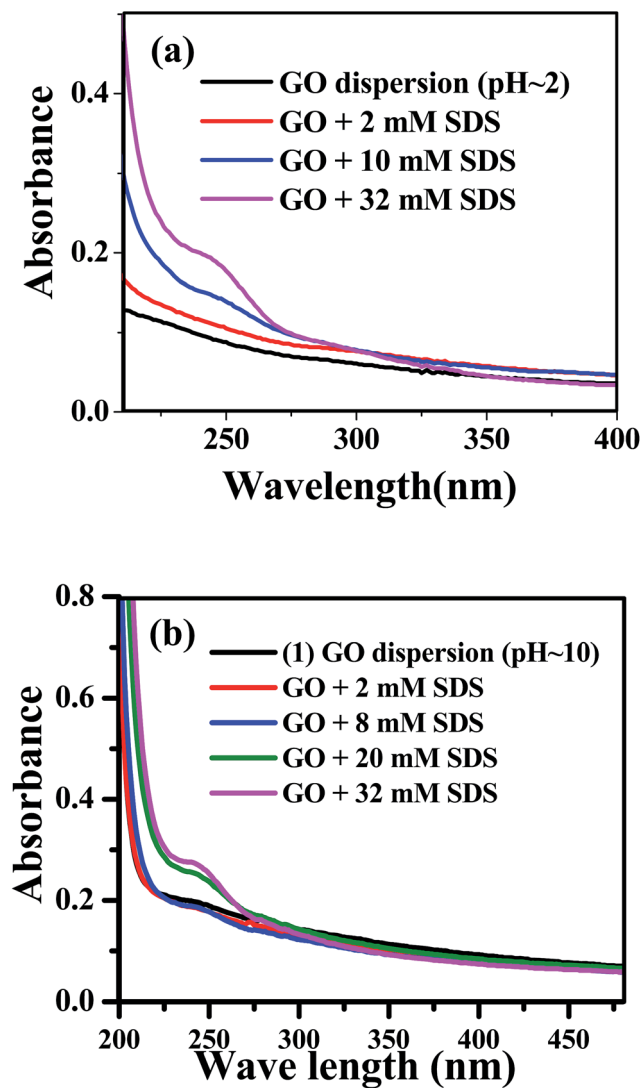 (a)
GO dispersion (pH~2)
GO + 2 mM SDS
GO + 10 mM SDS
GO + 32 mM SDS
Absorbance
0.4
0.2
0.0
250 300 350 400
Wavelength(nm)
(b)
(1) GO dispersion (pH~10)
GO + 2 mM SDS
GO + 8 mM SDS
GO + 20 mM SDS
GO + 32 mM SDS
Absorbance
0.8
0.6
0.4
0.2
0.0
200 250 300 350 400 450
Wave length (nm)